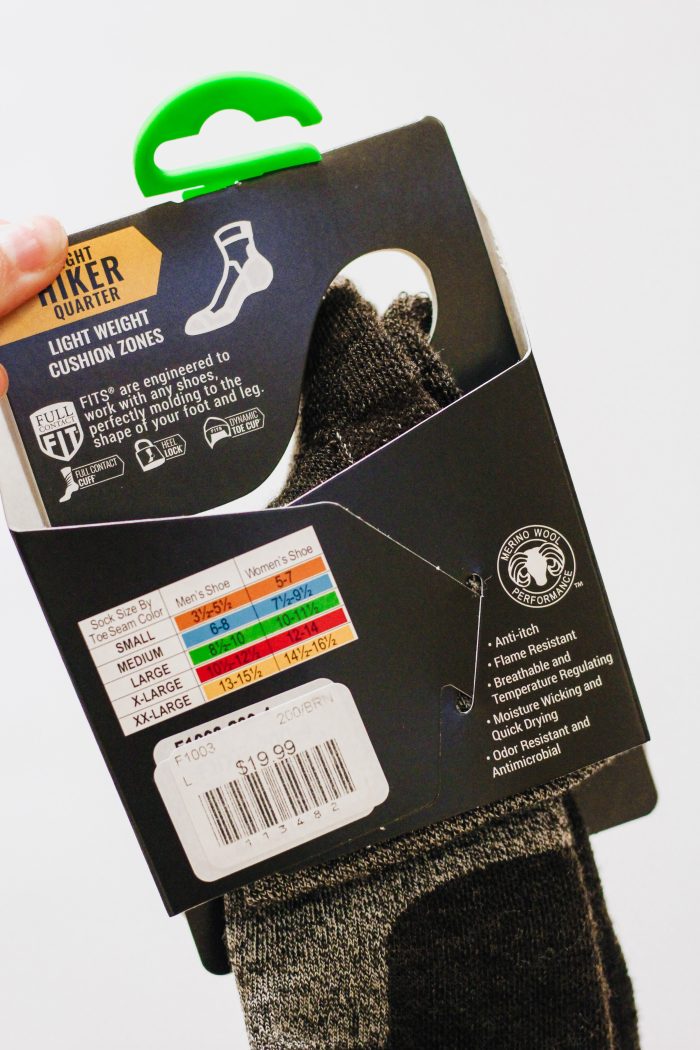 GHT
HIKER
QUARTER
LIGHT WEIGHT
CUSHION ZONES
FITS® are engineered to
work with any shoes,
perfectly molding to the
shape of your foot and leg.
FULL
CONTACT
FIT
FULL CONTACT
CUFF™
HEEL
LOCK
FITS
DYNAMIC
TOE CUP
Sock Size By
Toe Seam Color
Men's Shoe
Women's Shoe
SMALL 3½-5½ 5-7
MEDIUM 6-8 7½-9½
LARGE 8½-10 10-11½
X-LARGE 10½-12½ 12-14
XX-LARGE 13-15½ 14½-16½
MERINO WOOL
PERFORMANCE
™
• Anti-itch
• Flame Resistant
• Breathable and
Temperature Regulating
• Moisture Wicking and
Quick Drying
• Odor Resistant and
Antimicrobial
200/BRN
F1003
L $19.99
113482